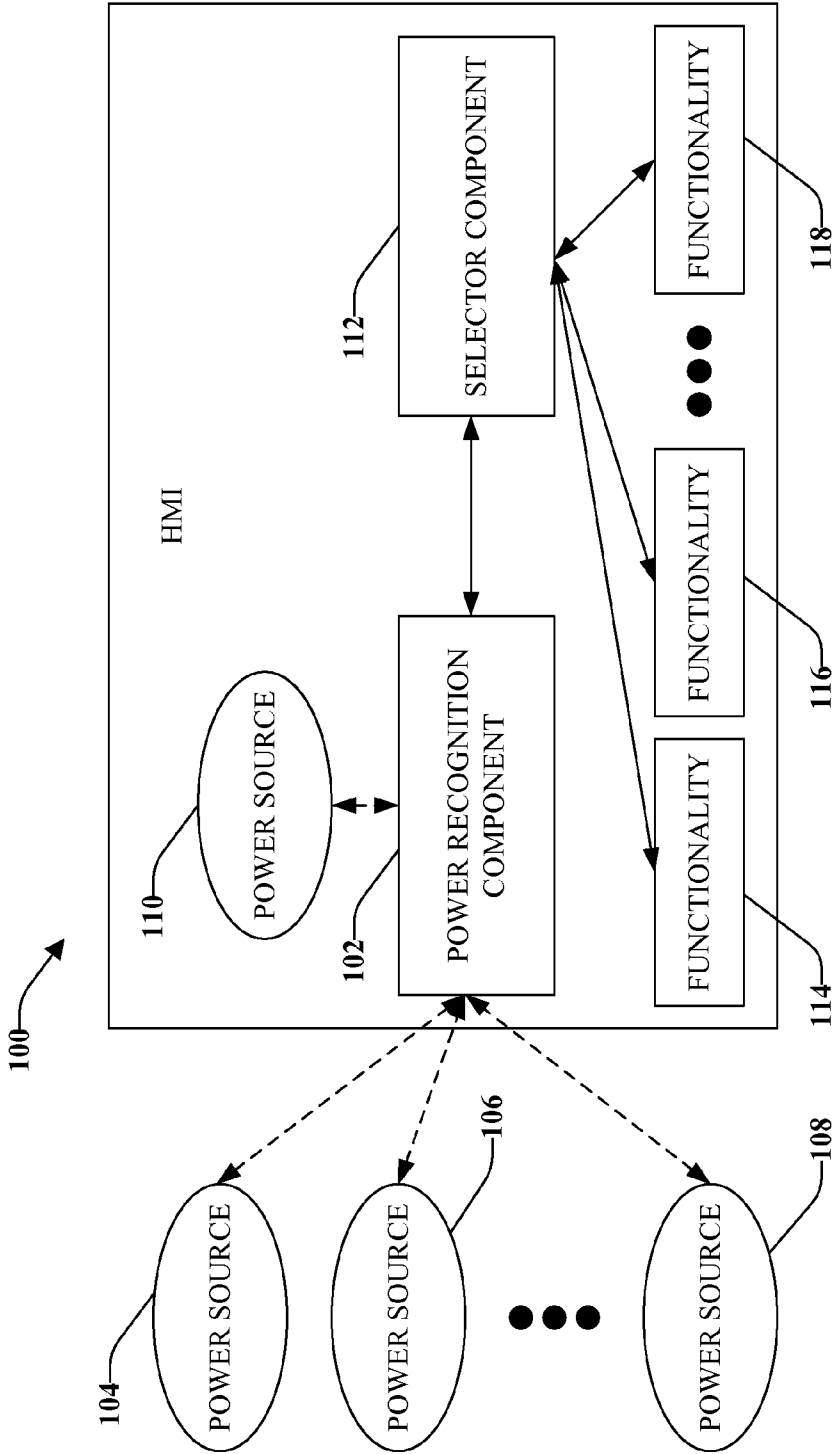 100
HMI
104
POWER SOURCE
110
POWER SOURCE
112
SELECTOR COMPONENT
102
POWER RECOGNITION
COMPONENT
106
POWER SOURCE
108
POWER SOURCE
FUNCTIONALITY
114
FUNCTIONALITY
116
FUNCTIONALITY
118